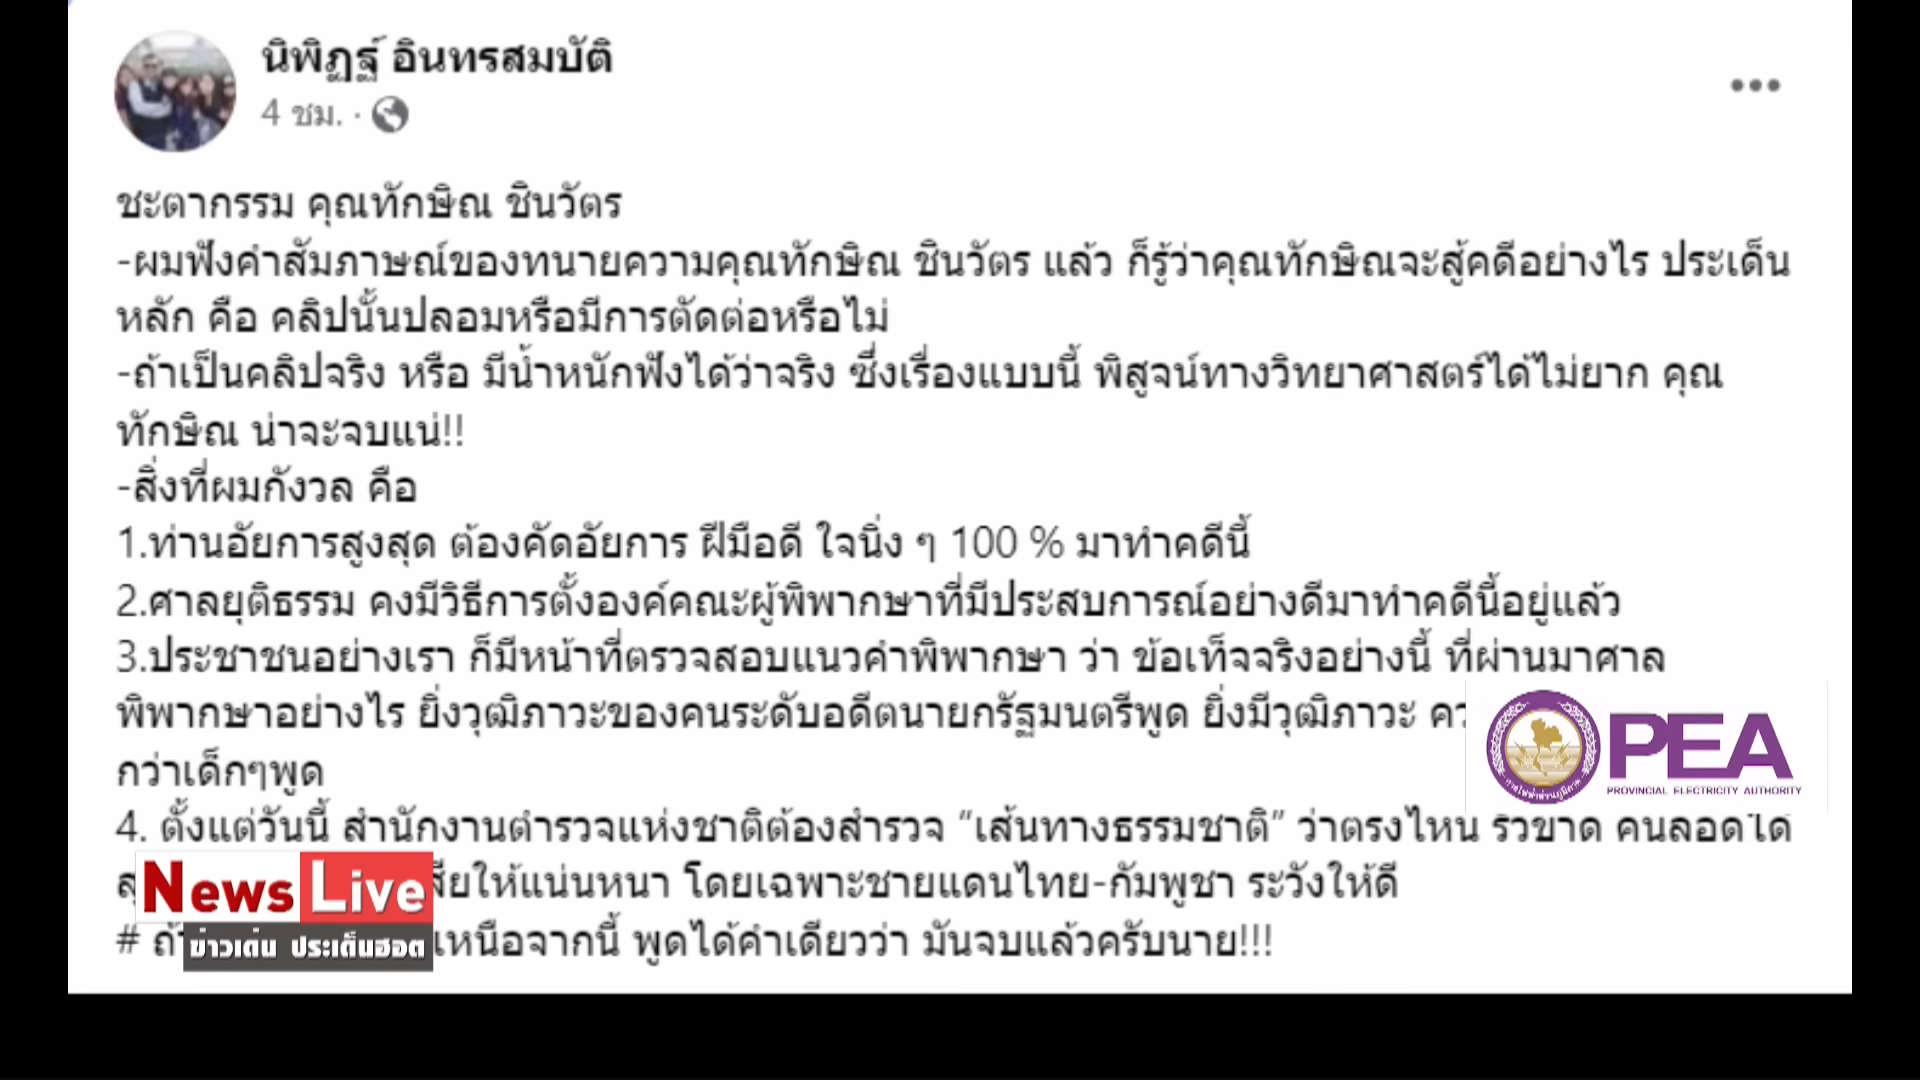 นิพิฏฐ์ อินทรสมบัติ
4 ชม. ·
ชะตากรรม คุณทักษิณ ชินวัตร
-ผมฟังคำสัมภาษณ์ของทนายความคุณทักษิณ ชินวัตร แล้ว ก็รู้ว่าคุณทักษิณจะสู้คดีอย่างไร ประเด็น
หลัก คือ คลิปนั้นปลอมหรือมีการตัดต่อหรือไม่
-ถ้าเป็นคลิปจริง หรือ มีน้ำหนักฟังได้ว่าจริง ซึ่งเรื่องแบบนี้ พิสูจน์ทางวิทยาศาสตร์ได้ไม่ยาก คุณ
ทักษิณ น่าจะจบแน่!!
-สิ่งที่ผมกังวล คือ
1.ท่านอัยการสูงสุด ต้องคัดอัยการ ฝีมือดี ใจนิ่ง ๆ 100 % มาทำคดีนี้
2.ศาลยุติธรรม คงมีวิธีการตั้งองค์คณะผู้พิพากษาที่มีประสบการณ์อย่างดีมาทำคดีนี้อยู่แล้ว
3.ประชาชนอย่างเรา ก็มีหน้าที่ตรวจสอบแนวคำพิพากษา ว่า ข้อเท็จจริงอย่างนี้ ที่ผ่านมาศาล
พิพากษาอย่างไร ยิ่งวุฒิภาวะของคนระดับอดีตนายกรัฐมนตรีพูด ยิ่งมีวุฒิภาวะ
กว่าเด็กๆพูด
4. ตั้งแต่วันนี้ สำนักงานตำรวจแห่งชาติต้องสำรวจ “เส้นทางธรรมชาติ” ว่าตรงไหน รั้วขาด คนลอดได้
เสียให้แน่นหนา โดยเฉพาะชายแดนไทย-กัมพูชา ระวังให้ดี
# เหนือจากนี้ พูดได้คำเดียวว่า มันจบแล้วครับนาย!!!
PEA
PROVINCIAL ELECTRICITY AUTHORITY
การไฟฟ้าส่วนภูมิภาค
News Live
ข่าวเด่น ประเด็นฮอต